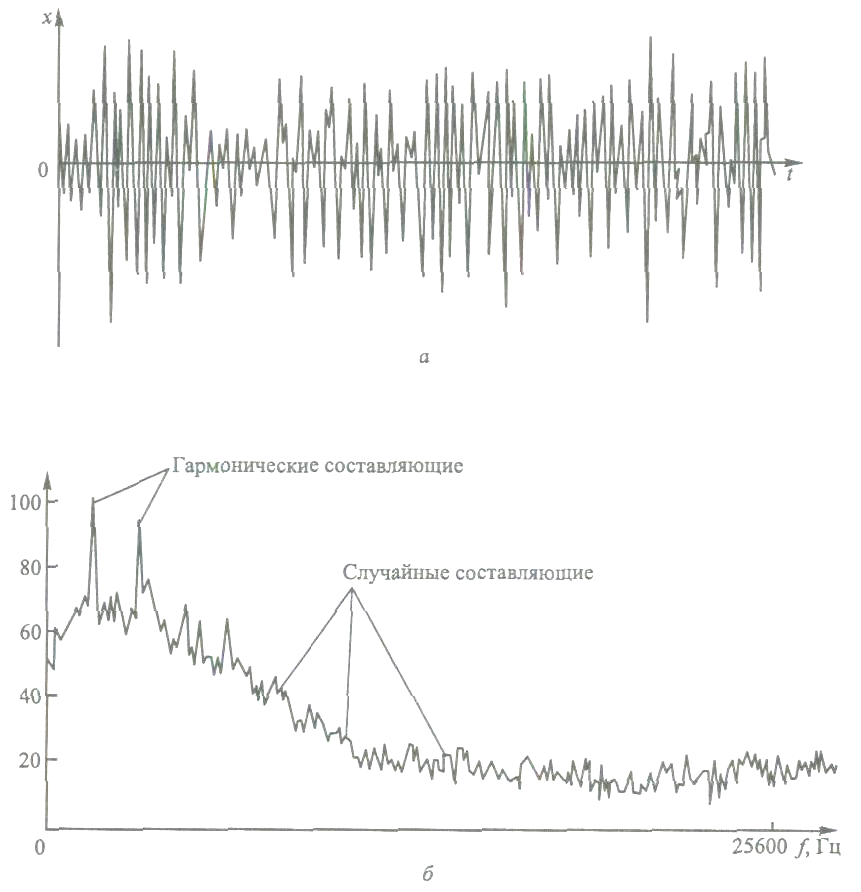 x
0
t
а
Гармонические составляющие
100
80
Случайные составляющие
60
40
20
0
25600 f, Гц
б